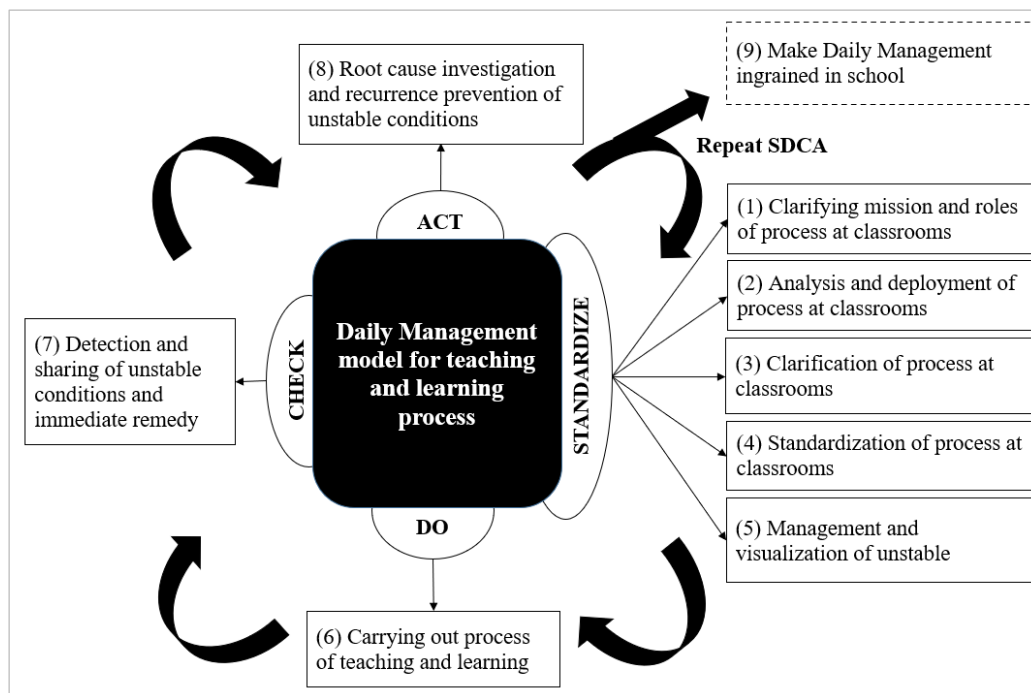 (8) Root cause investigation
and recurrence prevention of
unstable conditions
(9) Make Daily Management
ingrained in school
Repeat SDCA
ACT
(1) Clarifying mission and roles
of process at classrooms
(2) Analysis and deployment of
process at classrooms
Daily Management
model for teaching
and learning
process
STANDARDIZE
CHECK
(7) Detection and
sharing of unstable
conditions and
immediate remedy
(3) Clarification of process at
classrooms
(4) Standardization of process at
classrooms
(5) Management and
visualization of unstable
DO
(6) Carrying out process
of teaching and learning